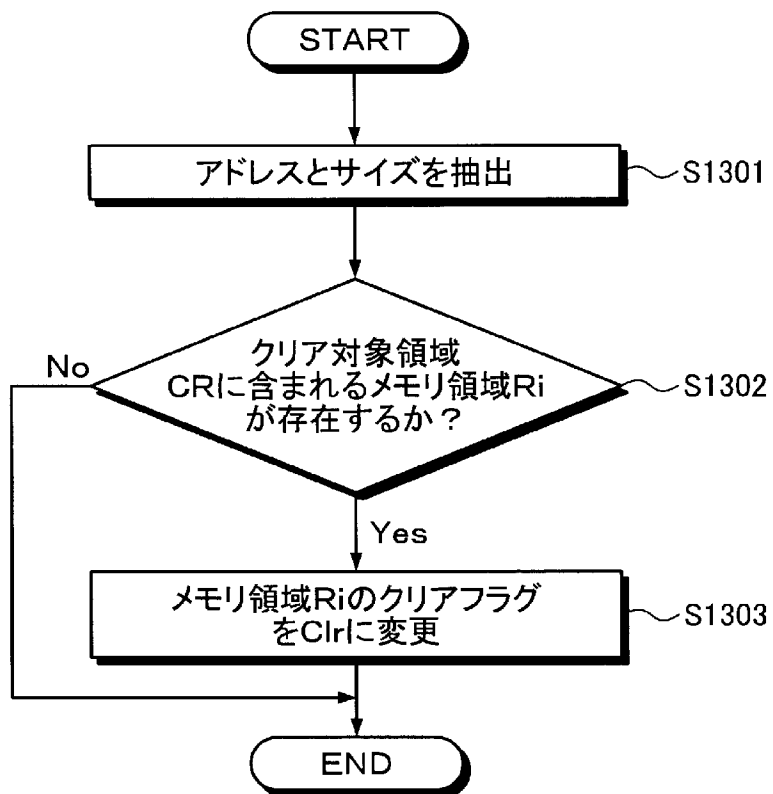 START
アドレスとサイズを抽出
S1301
クリア対象領域
CRに含まれるメモリ領域Ri
が存在するか？
S1302
No
Yes
メモリ領域Riのクリアフラグ
をClrに変更
S1303
END